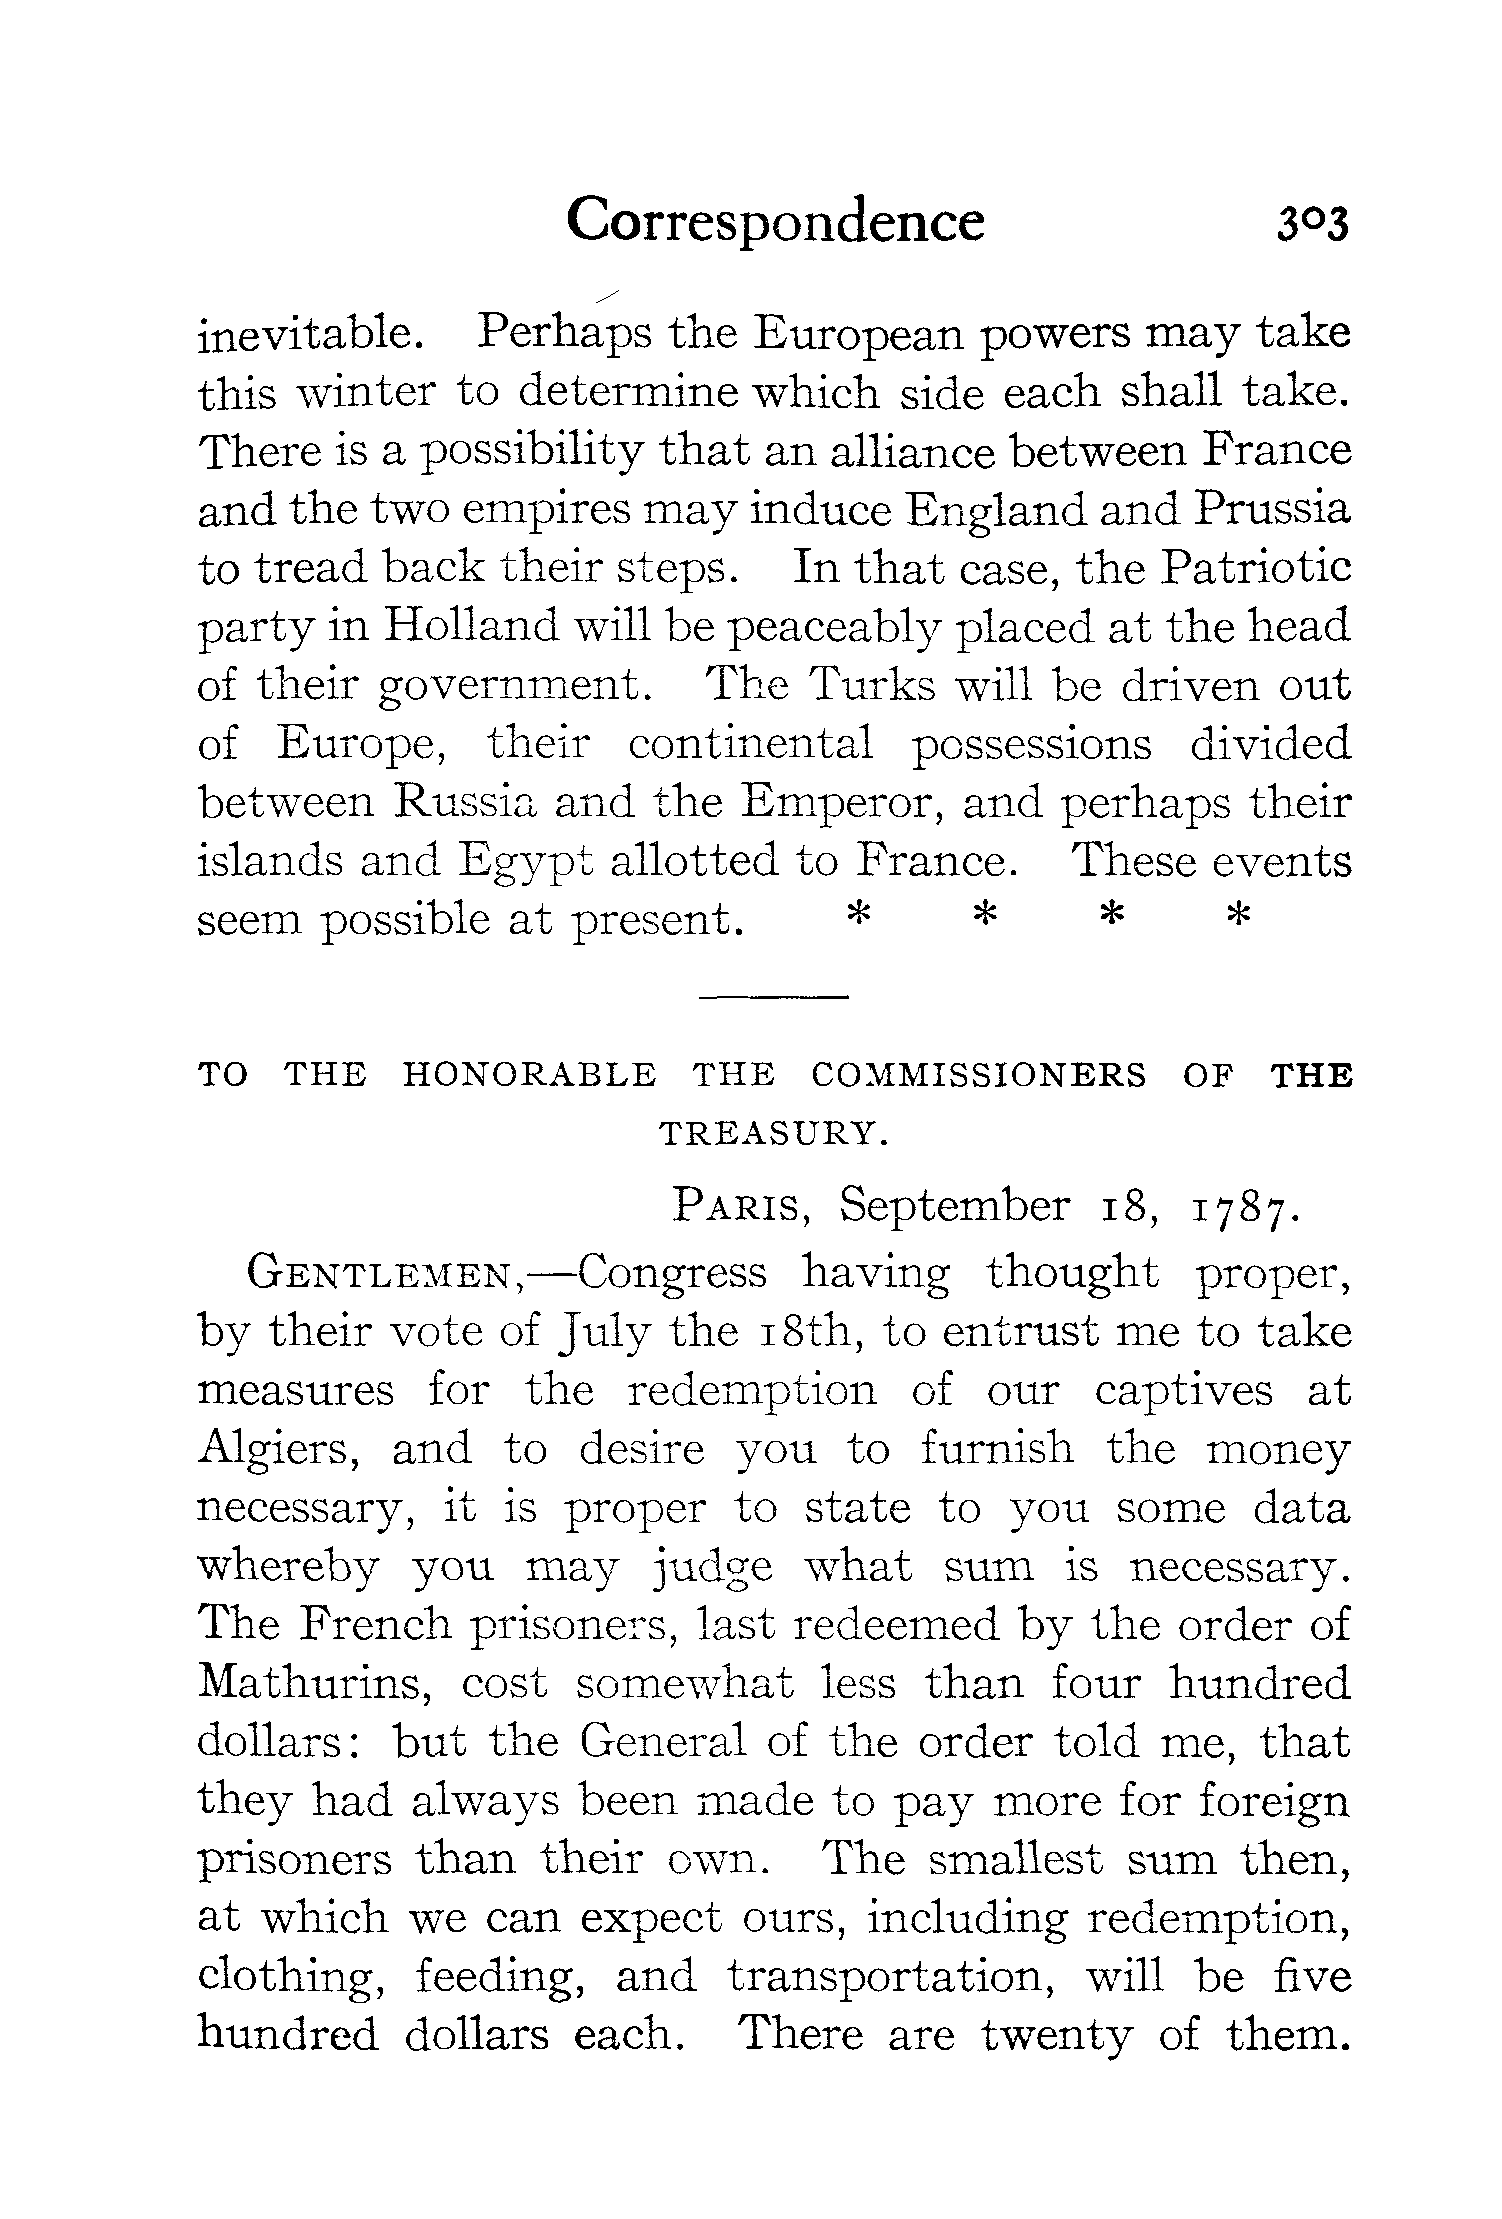 Correspondence 303
inevitable. Perhaps the European powers may take
this winter to determine which side each shall take.
There is a possibility that an alliance between France
and the two empires may induce England and Prussia
to tread back their steps. In that case, the Patriotic
party in Holland will be peaceably placed at the head
of their government. The Turks will be driven out
of Europe, their continental possessions divided
between Russia and the Emperor, and perhaps their
islands and Egypt allotted to France. These events
seem possible at present. * * * *
TO THE HONORABLE THE COMMISSIONERS OF THE
TREASURY.
PARIS, September 18, 1787.
GENTLEMEN,—Congress having thought proper,
by their vote of July the 18th, to entrust me to take
measures for the redemption of our captives at
Algiers, and to desire you to furnish the money
necessary, it is proper to state to you some data
whereby you may judge what sum is necessary.
The French prisoners, last redeemed by the order of
Mathurins, cost somewhat less than four hundred
dollars: but the General of the order told me, that
they had always been made to pay more for foreign
prisoners than their own. The smallest sum then,
at which we can expect ours, including redemption,
clothing, feeding, and transportation, will be five
hundred dollars each. There are twenty of them.